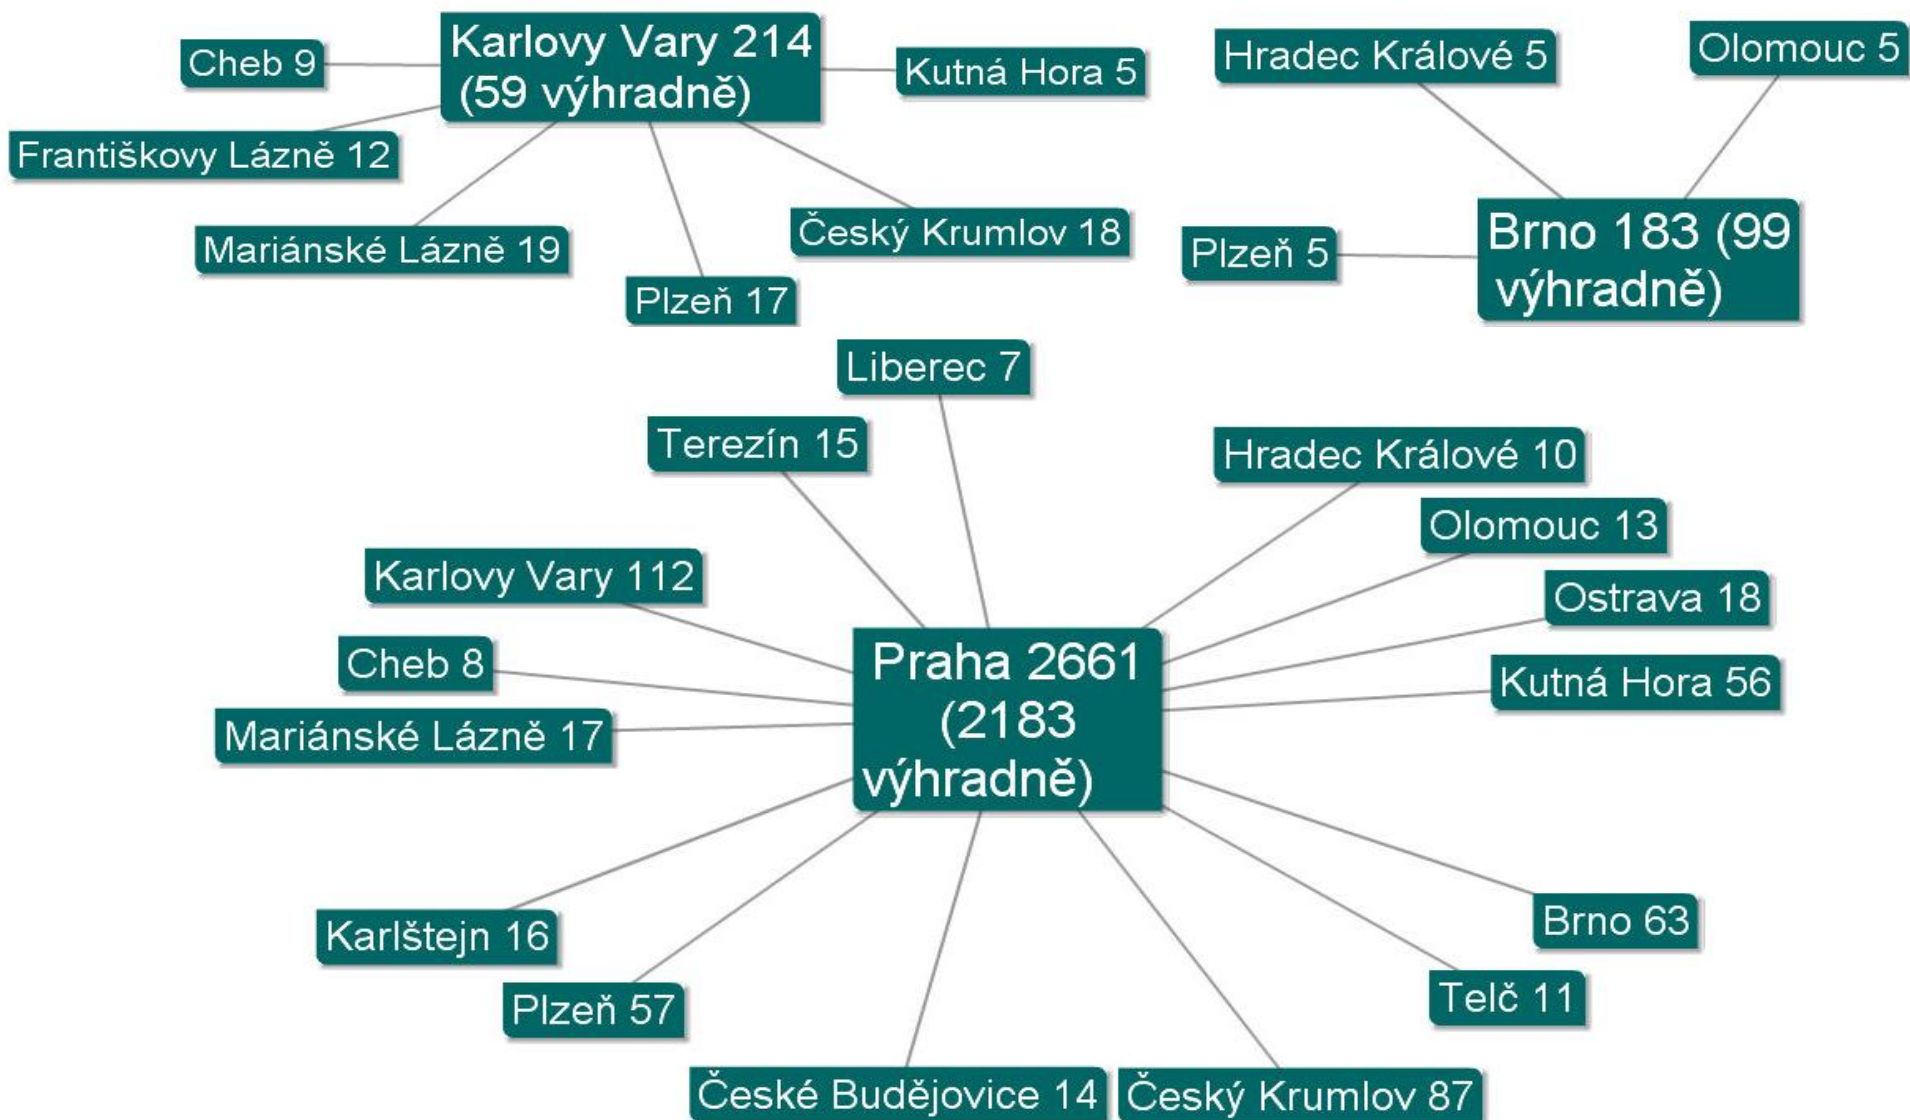 Karlovy Vary 214
(59 výhradně)
Cheb 9
Kutná Hora 5
Františkovy Lázně 12
Mariánské Lázně 19
Český Krumlov 18
Plzeň 17
Hradec Králové 5
Olomouc 5
Plzeň 5
Brno 183 (99
výhradně)
Liberec 7
Terezín 15
Hradec Králové 10
Olomouc 13
Karlovy Vary 112
Ostrava 18
Cheb 8
Praha 2661
(2183
výhradně)
Kutná Hora 56
Mariánské Lázně 17
Karlštejn 16
Brno 63
Plzeň 57
Telč 11
České Budějovice 14
Český Krumlov 87